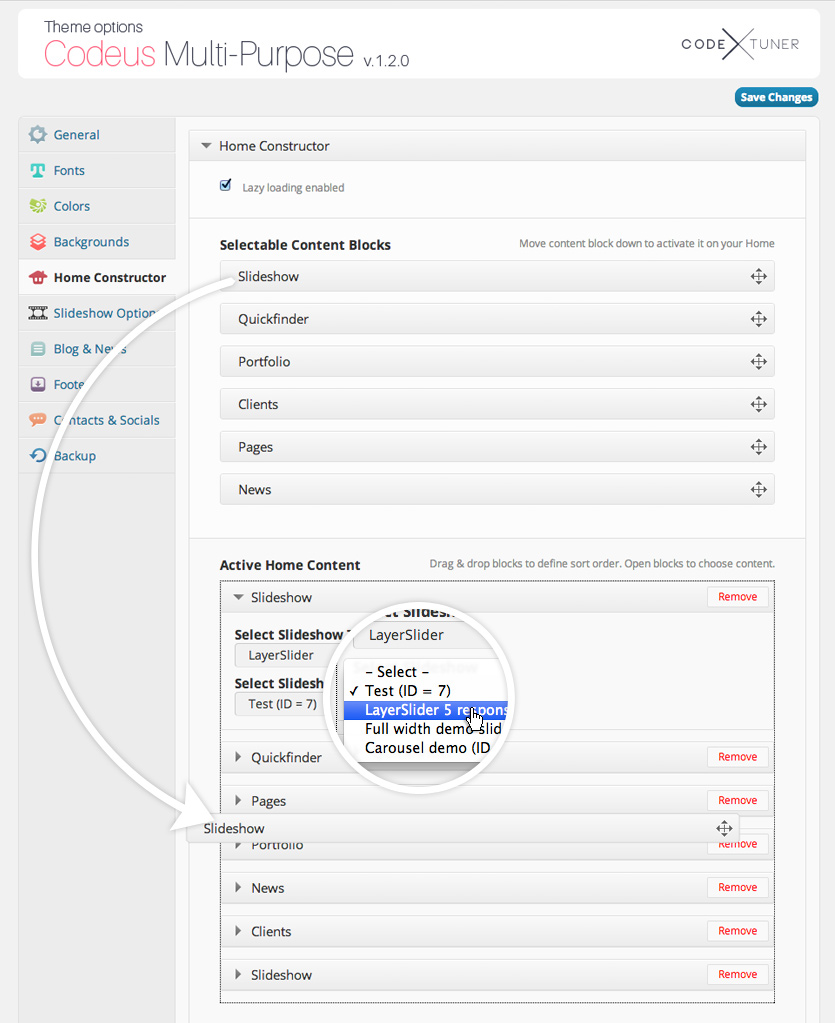 Theme options
Codeus Multi-Purpose v.1.2.0
CODE X TUNER
Save Changes
General
Fonts
Colors
Backgrounds
Home Constructor
Slideshow Option
Blog & News
Foote
Contacts & Socials
Backup
Home Constructor
Lazy loading enabled
Selectable Content Blocks
Move content block down to activate it on your Home
Slideshow
Quickfinder
Portfolio
Clients
Pages
News
Active Home Content
Drag & drop blocks to define sort order. Open blocks to choose content.
Slideshow
Remove
Select Slideshow
LayerSlider
Select Slidesh
Test (ID = 7)
ct Slidesh
LayerSlider
– Select –
✓ Test (ID = 7)
LayerSlider 5 respons
Full width demo slid
Carousel demo (ID
Quickfinder
Remove
Pages
Remove
Slideshow
Portfolio
Remove
News
Remove
Clients
Remove
Slideshow
Remove